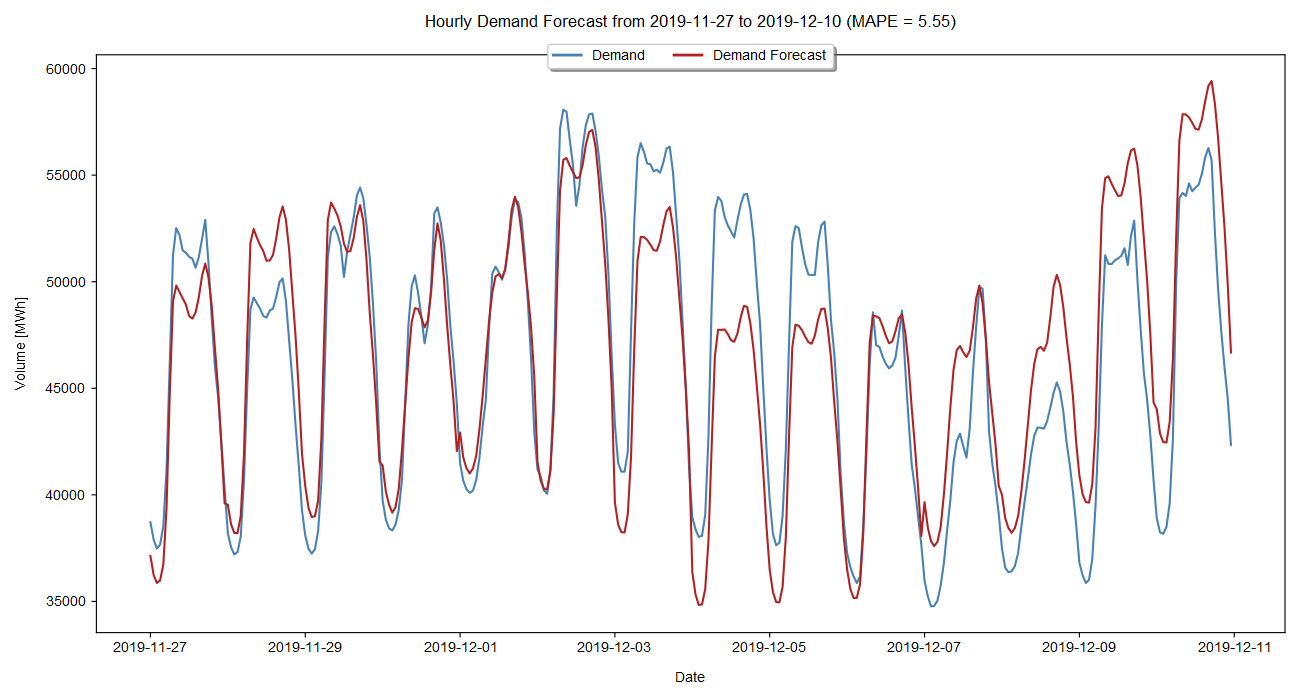 Hourly Demand Forecast from 2019-11-27 to 2019-12-10 (MAPE = 5.55)
Demand Demand Forecast
60000
55000
50000
45000
40000
35000
Volume [MWh]
2019-11-27 2019-11-29 2019-12-01 2019-12-03 2019-12-05 2019-12-07 2019-12-09 2019-12-11
Date